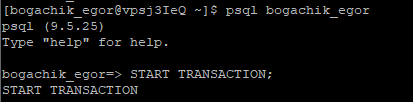 [bogachik_egor@vpsj3IeQ ~]$ psql bogachik_egor
psql (9.5.25)
Type "help" for help.
bogachik_egor=> START TRANSACTION;
START TRANSACTION